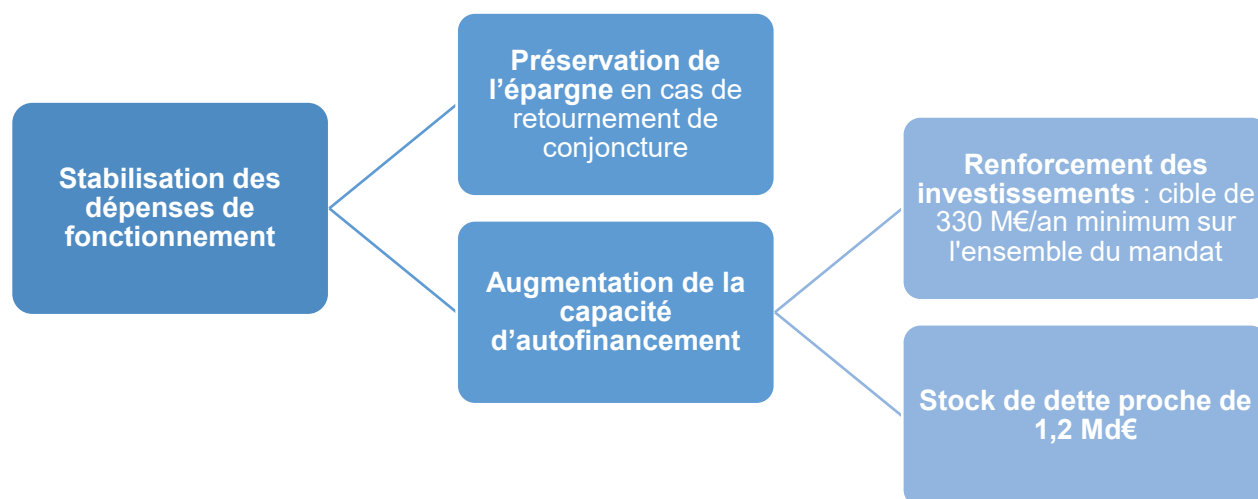 Stabilisation des
dépenses de
fonctionnement
Préservation de
l’épargne en cas de
retournement de
conjoncture
Augmentation de la
capacité
d’autofinancement
Renforcement des
investissements : cible de
330 M€/an minimum sur
l'ensemble du mandat
Stock de dette proche de
1,2 Md€